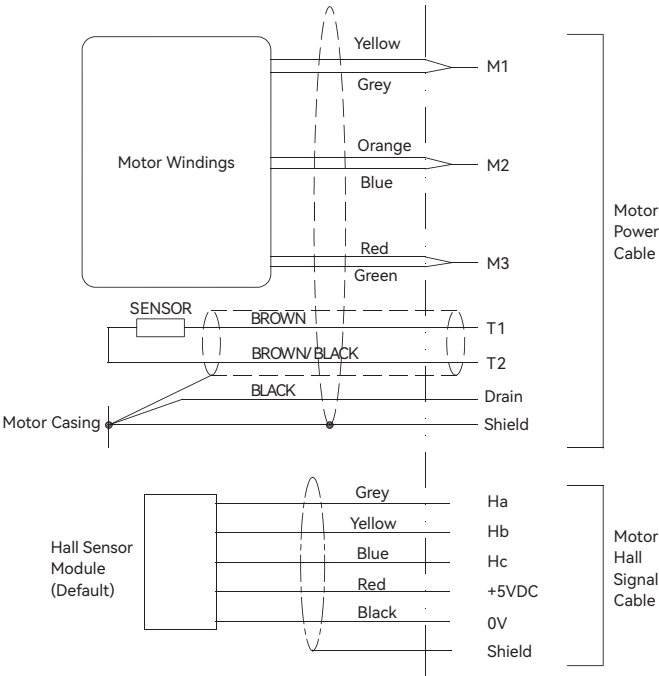 Yellow
M1
Grey
Orange
Motor Windings
M2
Blue
Motor
Power
Cable
Red
M3
Green
SENSOR
BROWN
T1
BROWN/BLACK
T2
BLACK
Drain
Motor Casing
Shield
Grey
Ha
Yellow
Hb
Hall Sensor
Module
(Default)
Blue
Hc
Motor
Hall
Signal
Cable
Red
+5VDC
Black
0V
Shield